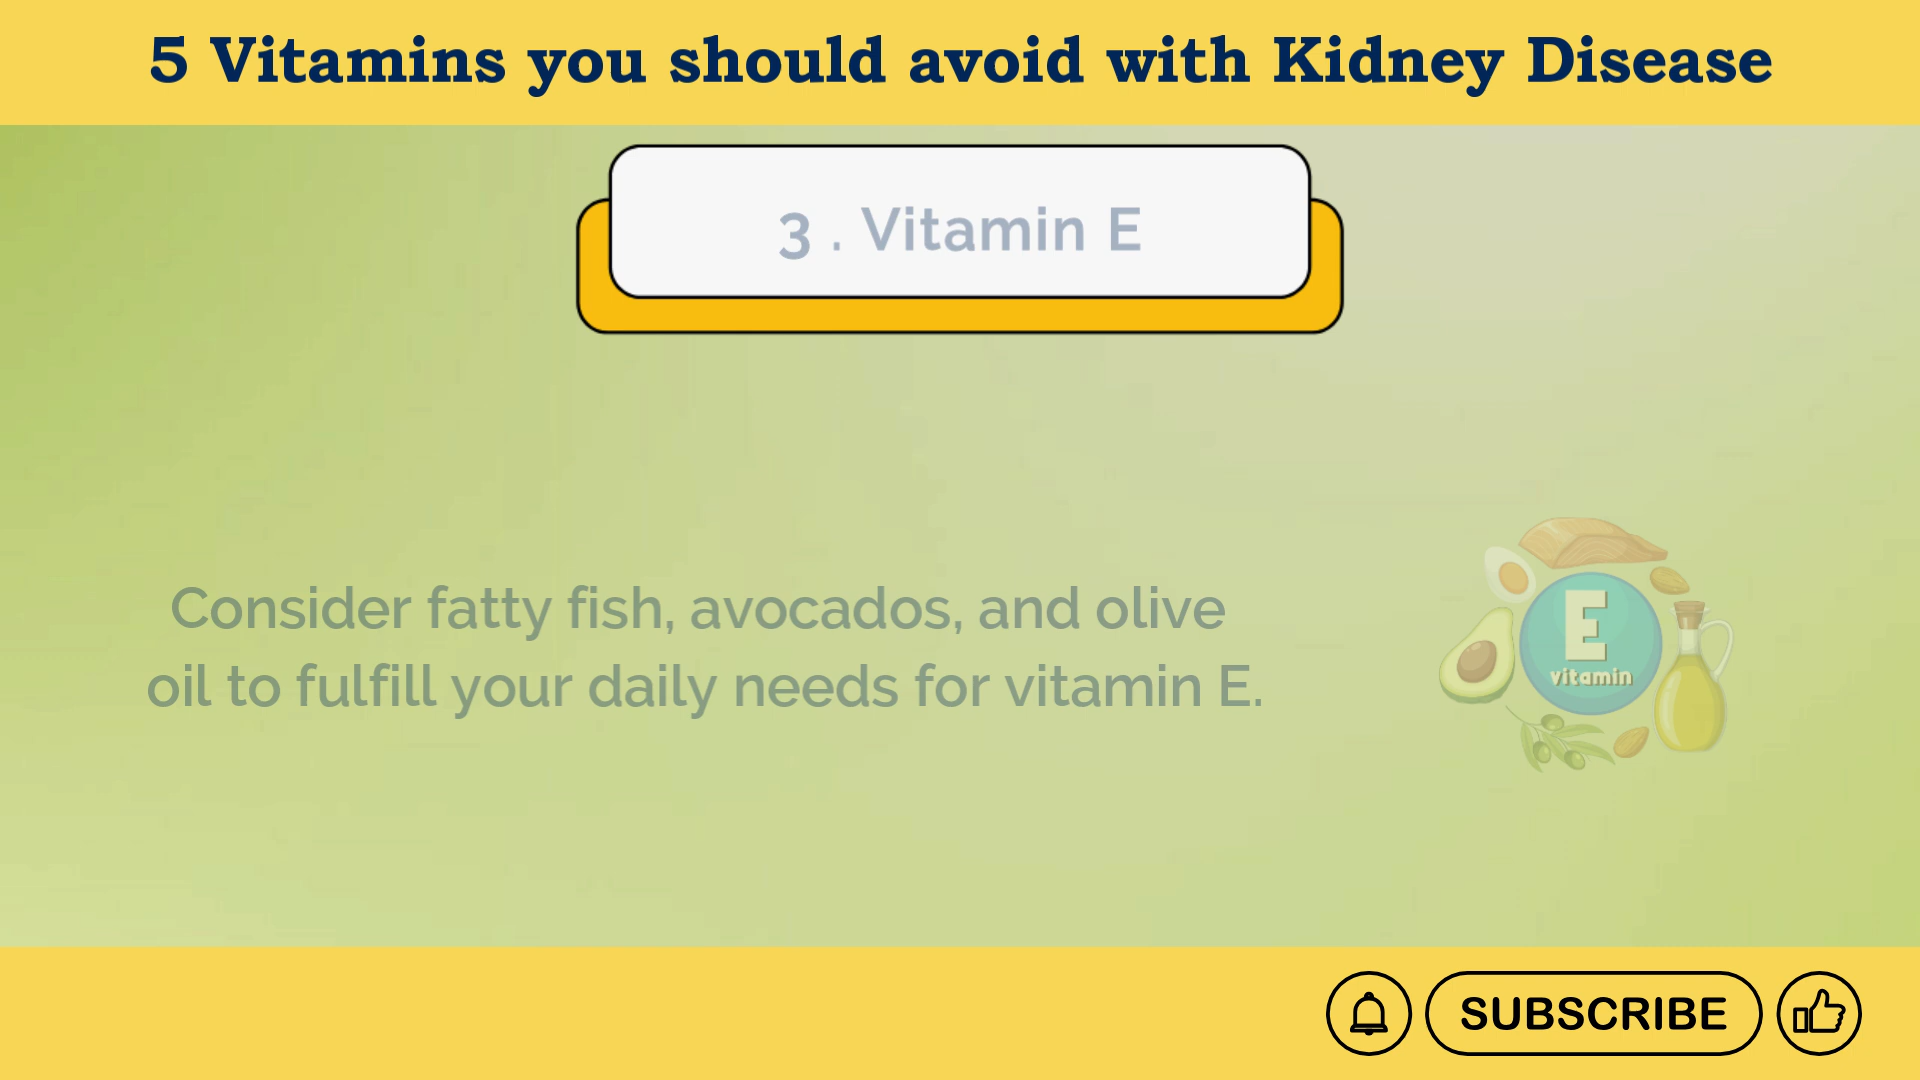 5 Vitamins you should avoid with Kidney Disease
3 . Vitamin E
Consider fatty fish, avocados, and olive
oil to fulfill your daily needs for vitamin E.
E
vitamin
SUBSCRIBE